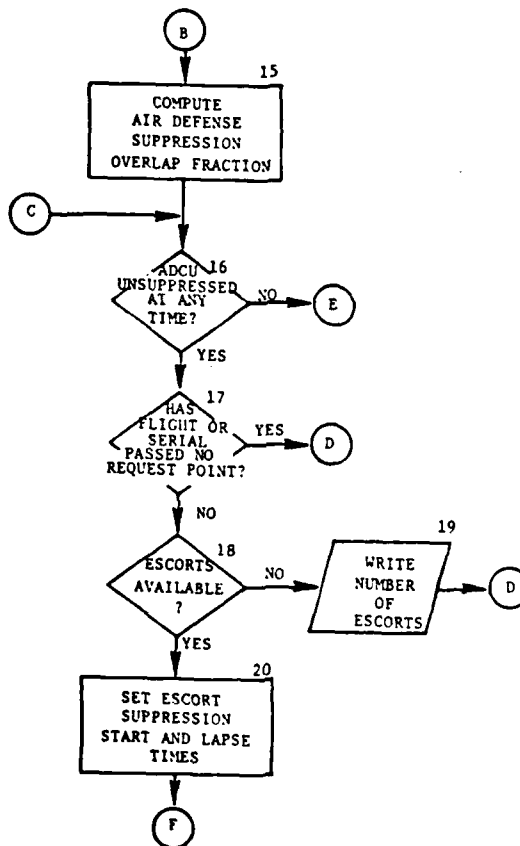 B
15
COMPUTE
AIR DEFENSE
SUPPRESSION
OVERLAP FRACTION
C
16
ADCU
UNSUPPRESSED
AT ANY
TIME?
NO
E
YES
17
HAS
FLIGHT OR
SERIAL
PASSED NO
REQUEST POINT?
YES
D
NO
18
ESCORTS
AVAILABLE
?
NO
19
WRITE
NUMBER
OF
ESCORTS
D
YES
20
SET ESCORT
SUPPRESSION
START AND LAPSE
TIMES
F